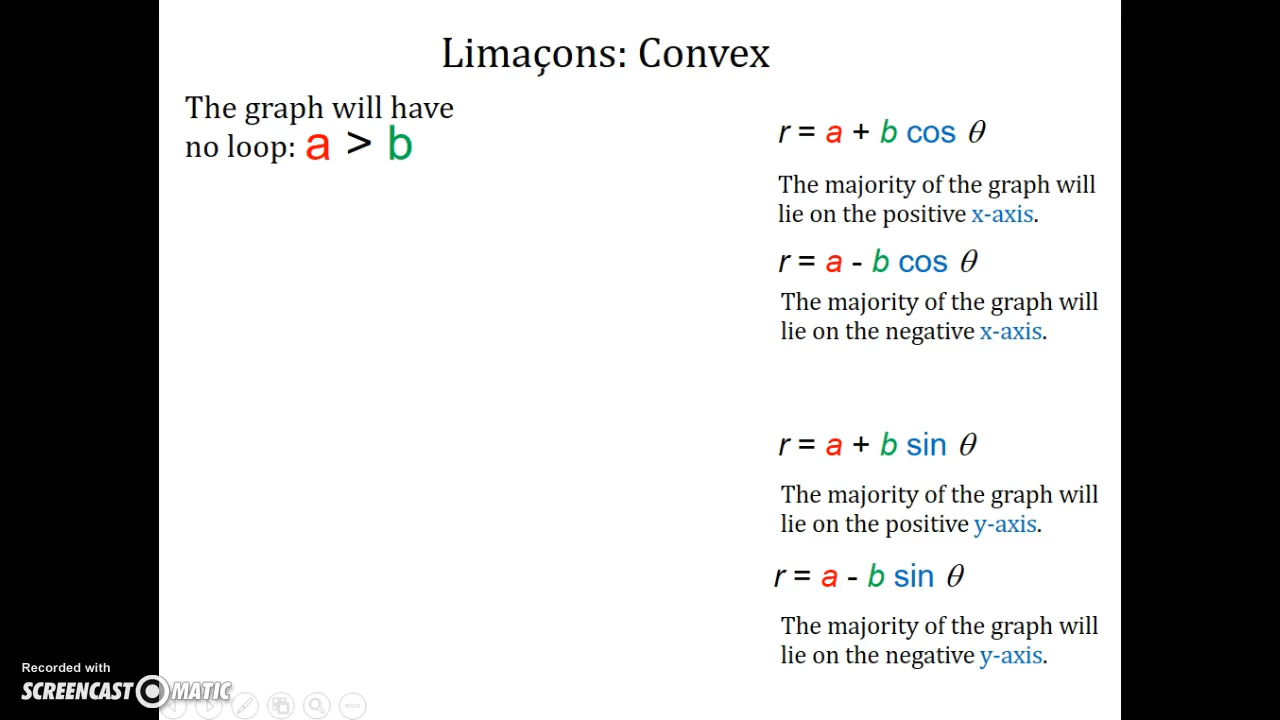 Limaçons: Convex
The graph will have
no loop: a > b
r = a + b cos θ
The majority of the graph will
lie on the positive x-axis.
r = a - b cos θ
The majority of the graph will
lie on the negative x-axis.
r = a + b sin θ
The majority of the graph will
lie on the positive y-axis.
r = a - b sin θ
The majority of the graph will
lie on the negative y-axis.
Recorded with
SCREENCAST-O-MATIC